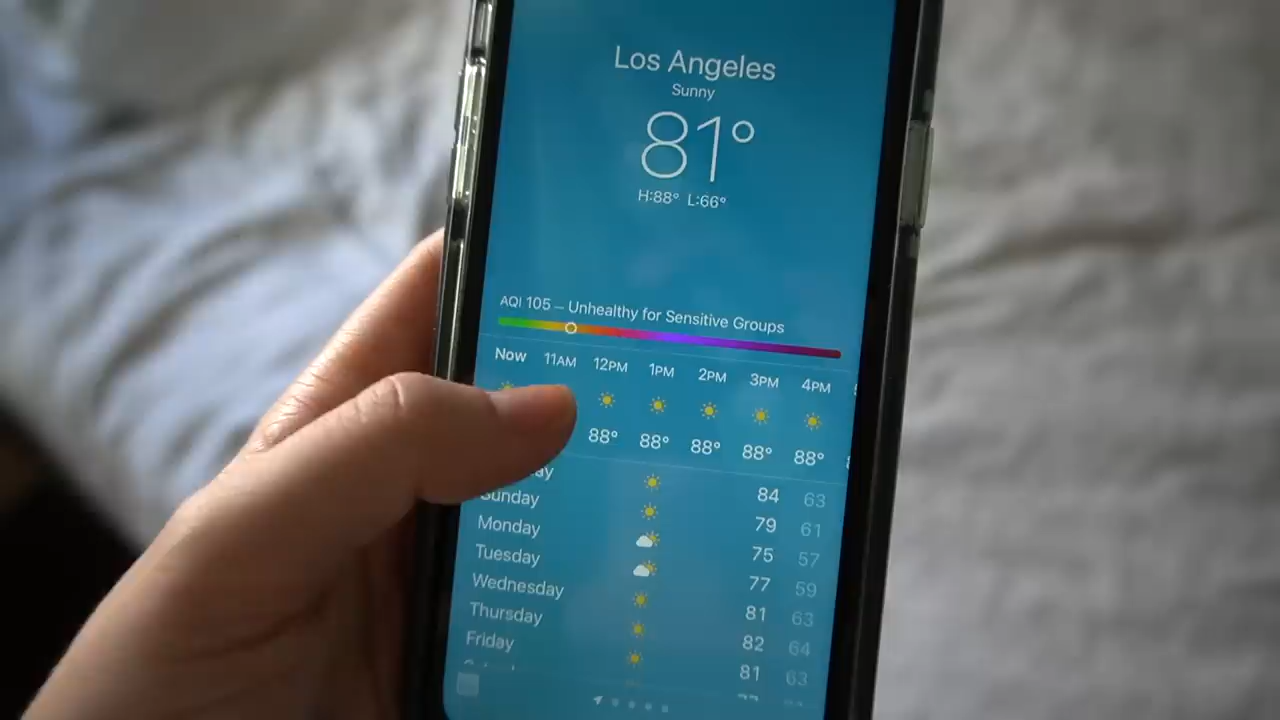 Los Angeles
Sunny
81°
H:88° L:66°
AQI 105 – Unhealthy for Sensitive Groups
Now 11AM 12PM 1PM 2PM 3PM 4PM
88° 88° 88° 88° 88°
84 63
Sunday 79 61
Monday 75 57
Tuesday 77 59
Wednesday 81 63
Thursday 82 64
Friday 81 63